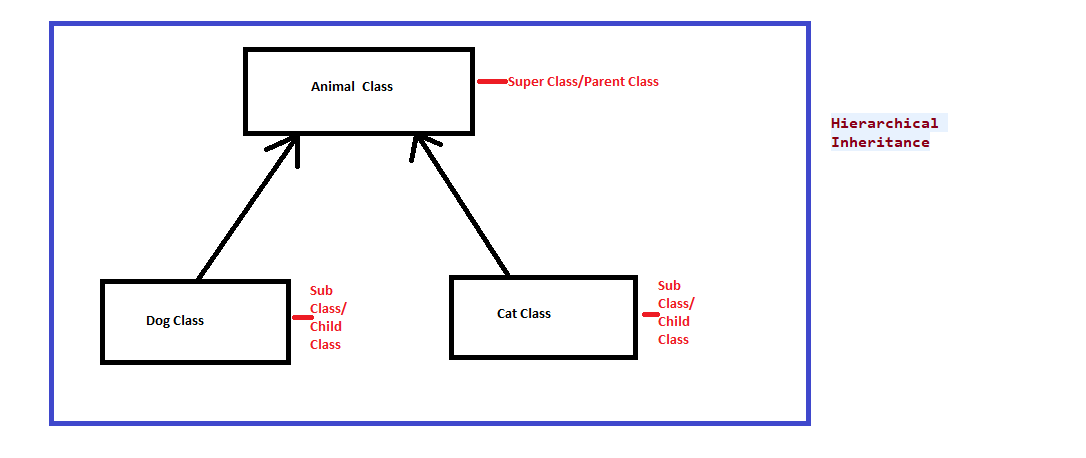 Animal  Class
Super Class/Parent Class
Hierarchical
Inheritance
Dog Class
Sub
Class/
Child
Class
Cat Class
Sub
Class/
Child
Class